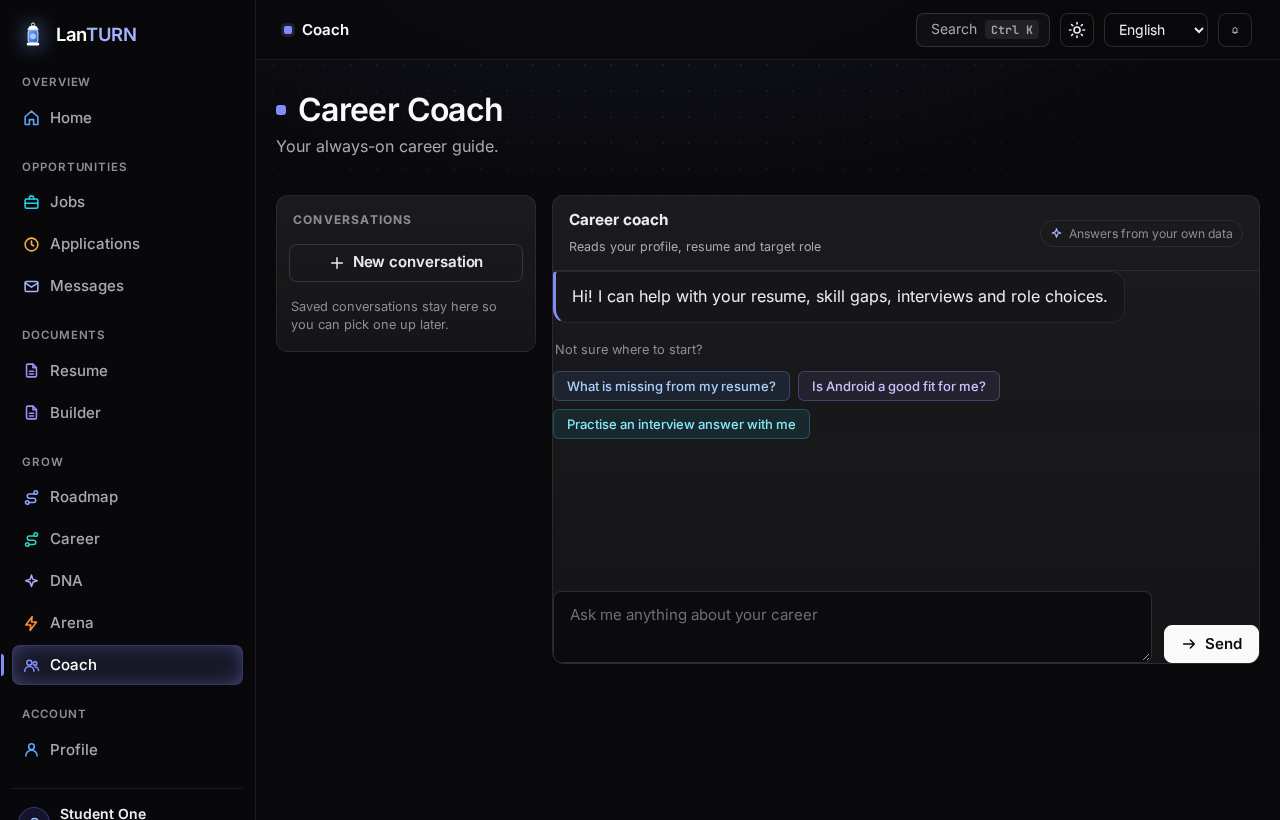 LanTURN
OVERVIEW
Home
OPPORTUNITIES
Jobs
Applications
Messages
DOCUMENTS
Resume
Builder
GROW
Roadmap
Career
DNA
Arena
Coach
ACCOUNT
Profile
Student One
Coach
Search Ctrl K
English
Career Coach
Your always-on career guide.
CONVERSATIONS
New conversation
Saved conversations stay here so
you can pick one up later.
Career coach
Reads your profile, resume and target role
Answers from your own data
Hi! I can help with your resume, skill gaps, interviews and role choices.
Not sure where to start?
What is missing from my resume?
Is Android a good fit for me?
Practise an interview answer with me
Ask me anything about your career
Send